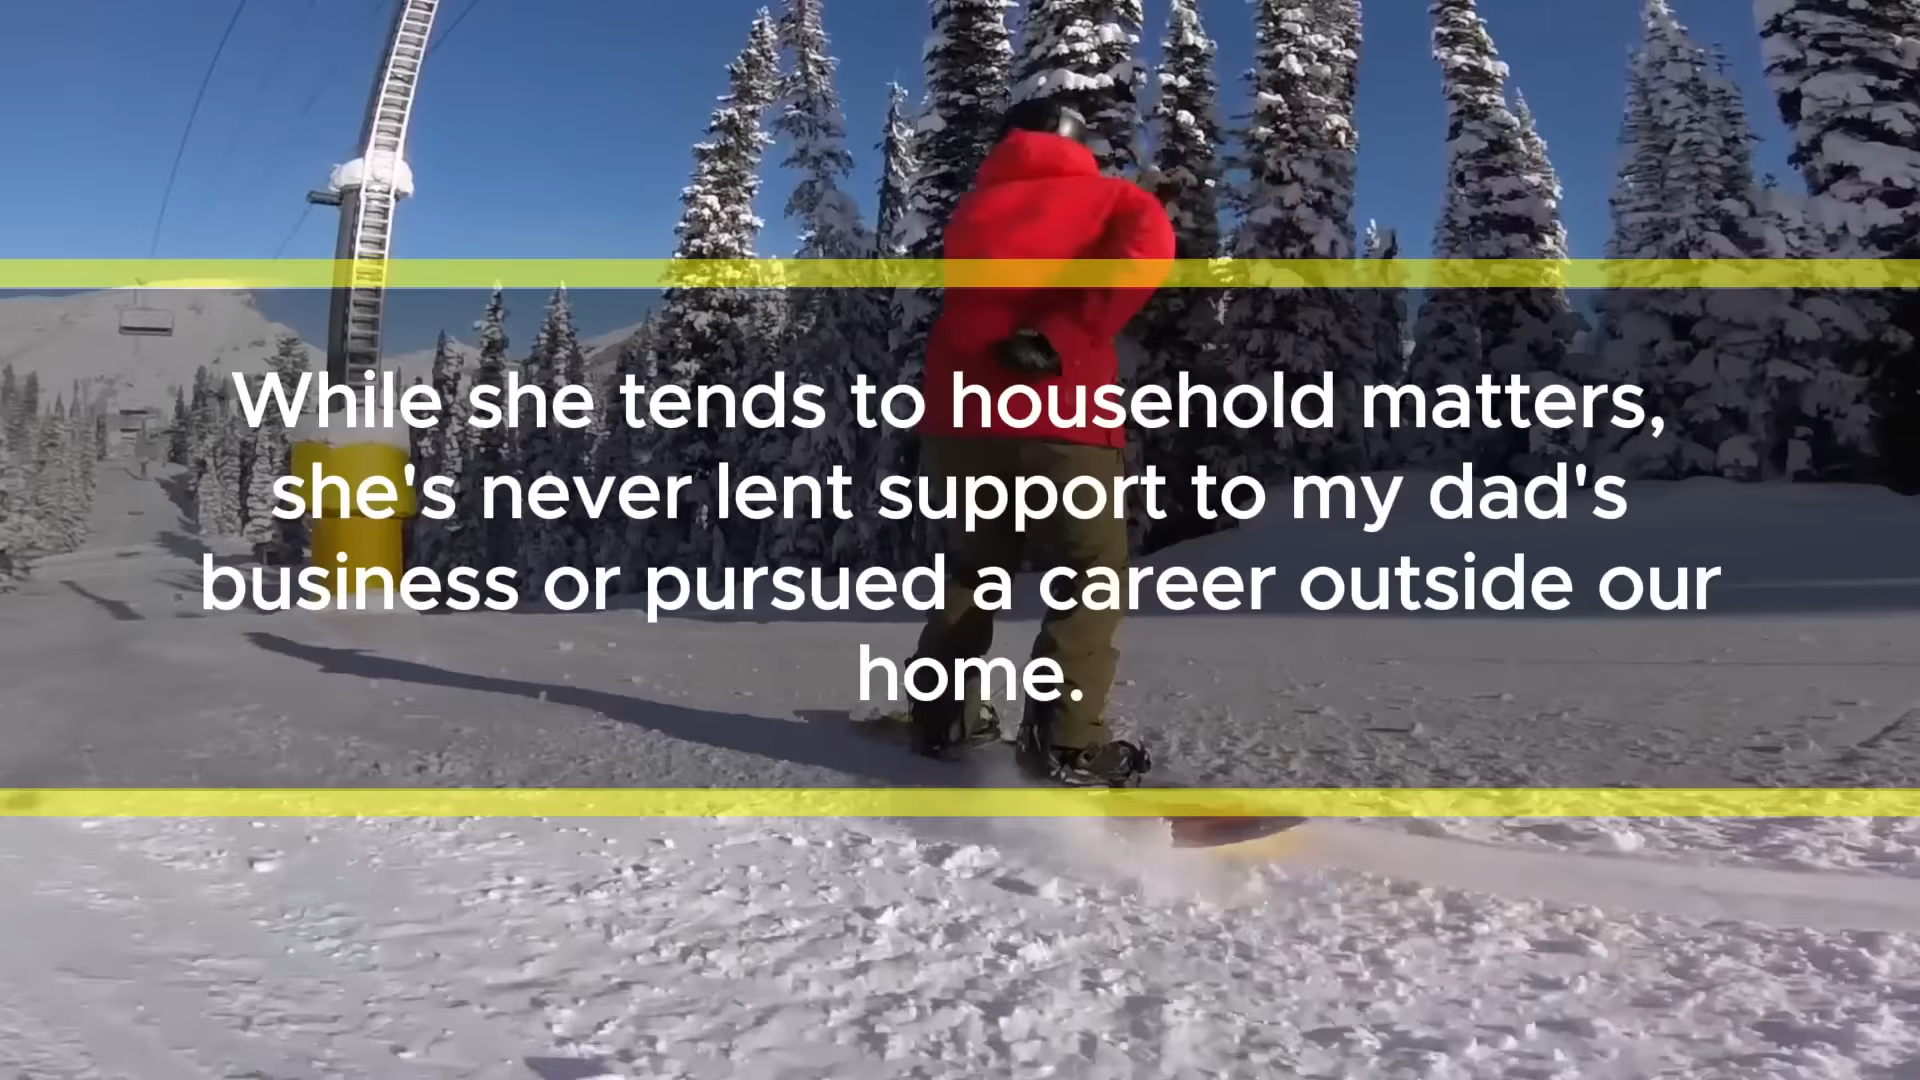 While she tends to household matters,
she's never lent support to my dad's
business or pursued a career outside our
home.